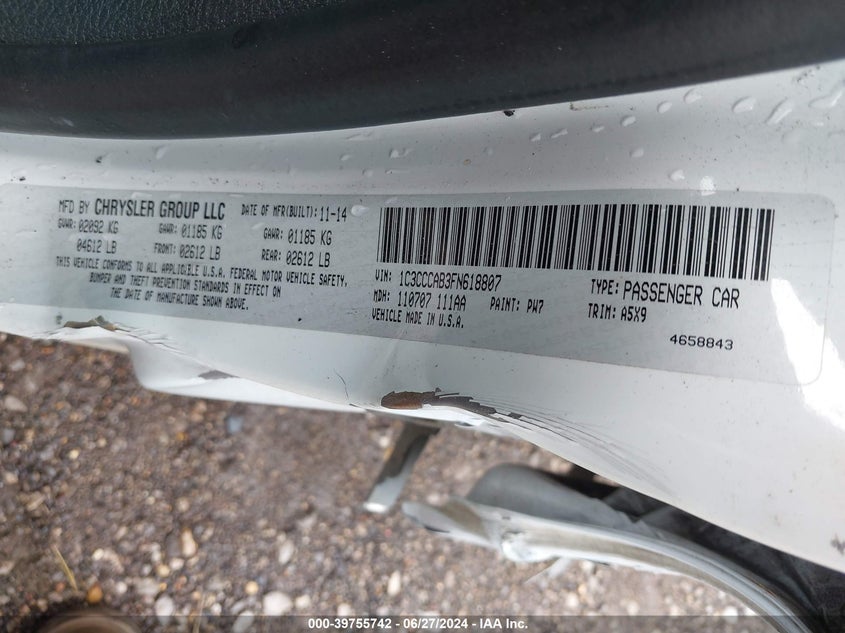 MFD BY CHRYSLER GROUP LLC DATE OF MFR(BUILT): 11-14
GVWR: 02092 KG GAWR: 01185 KG GAWR: 01185 KG
04612 LB FRONT: 02612 LB REAR: 02612 LB
THIS VEHICLE CONFORMS TO ALL APPLICABLE U.S.A. FEDERAL MOTOR VEHICLE SAFETY,
BUMPER AND THEFT PREVENTION STANDARDS IN EFFECT ON
THE DATE OF MANUFACTURE SHOWN ABOVE.
VIN: 1C3CCCAB3FN618807 TYPE: PASSENGER CAR
MDH: 110707 111AA PAINT: PW7 TRIM: A5X9
VEHICLE MADE IN U.S.A.
4658843
000-39755742 / 06/27/2024 - IAA Inc.